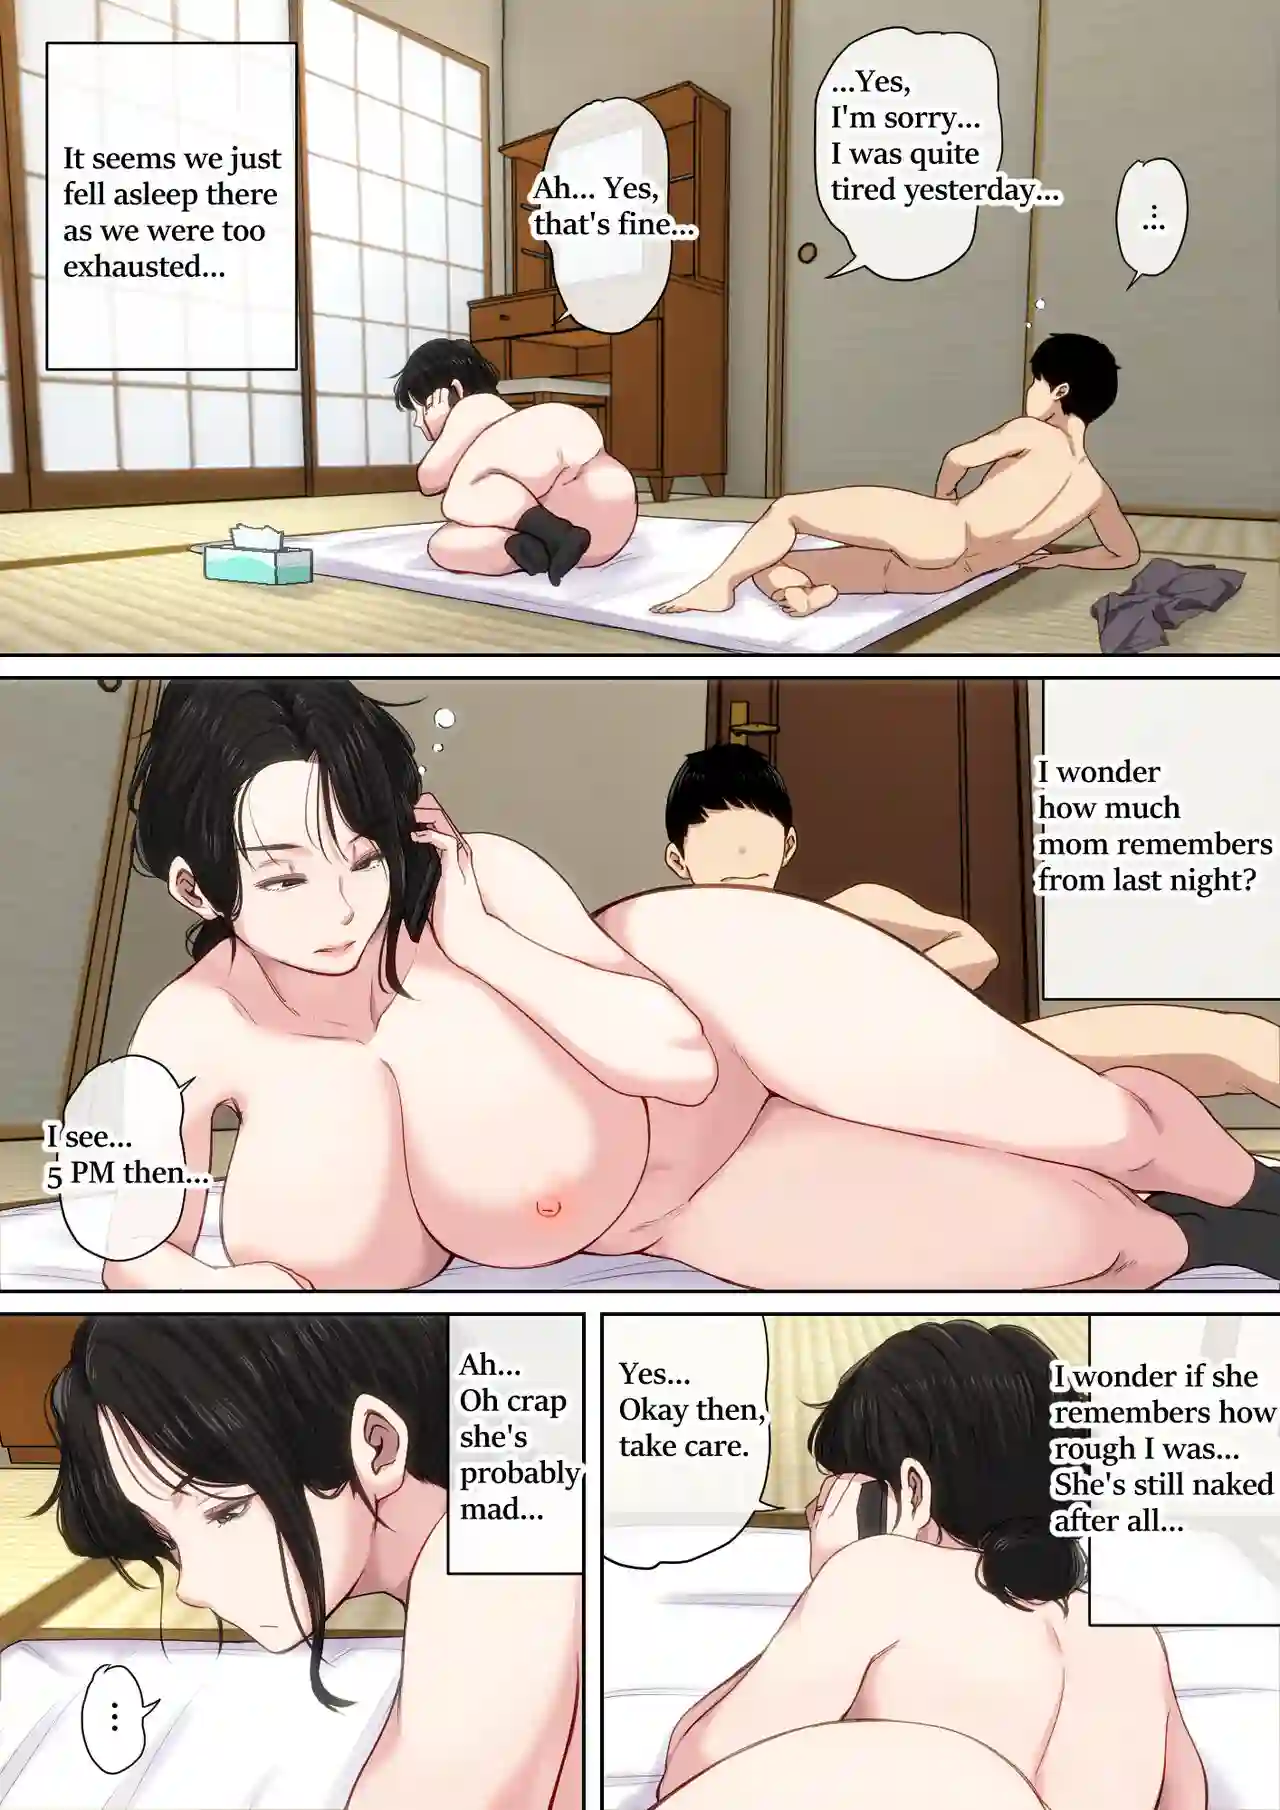 It seems we just
fell asleep there
as we were too
exhausted...
Ah... Yes,
that's fine...
...Yes,
I'm sorry...
I was quite
tired yesterday...
...
I wonder
how much
mom remembers
from last night?
I see...
5 PM then...
Ah...
Oh crap
she's
probably
mad...
...
Yes...
Okay then,
take care.
I wonder if she
remembers how
rough I was...
She's still naked
after all...